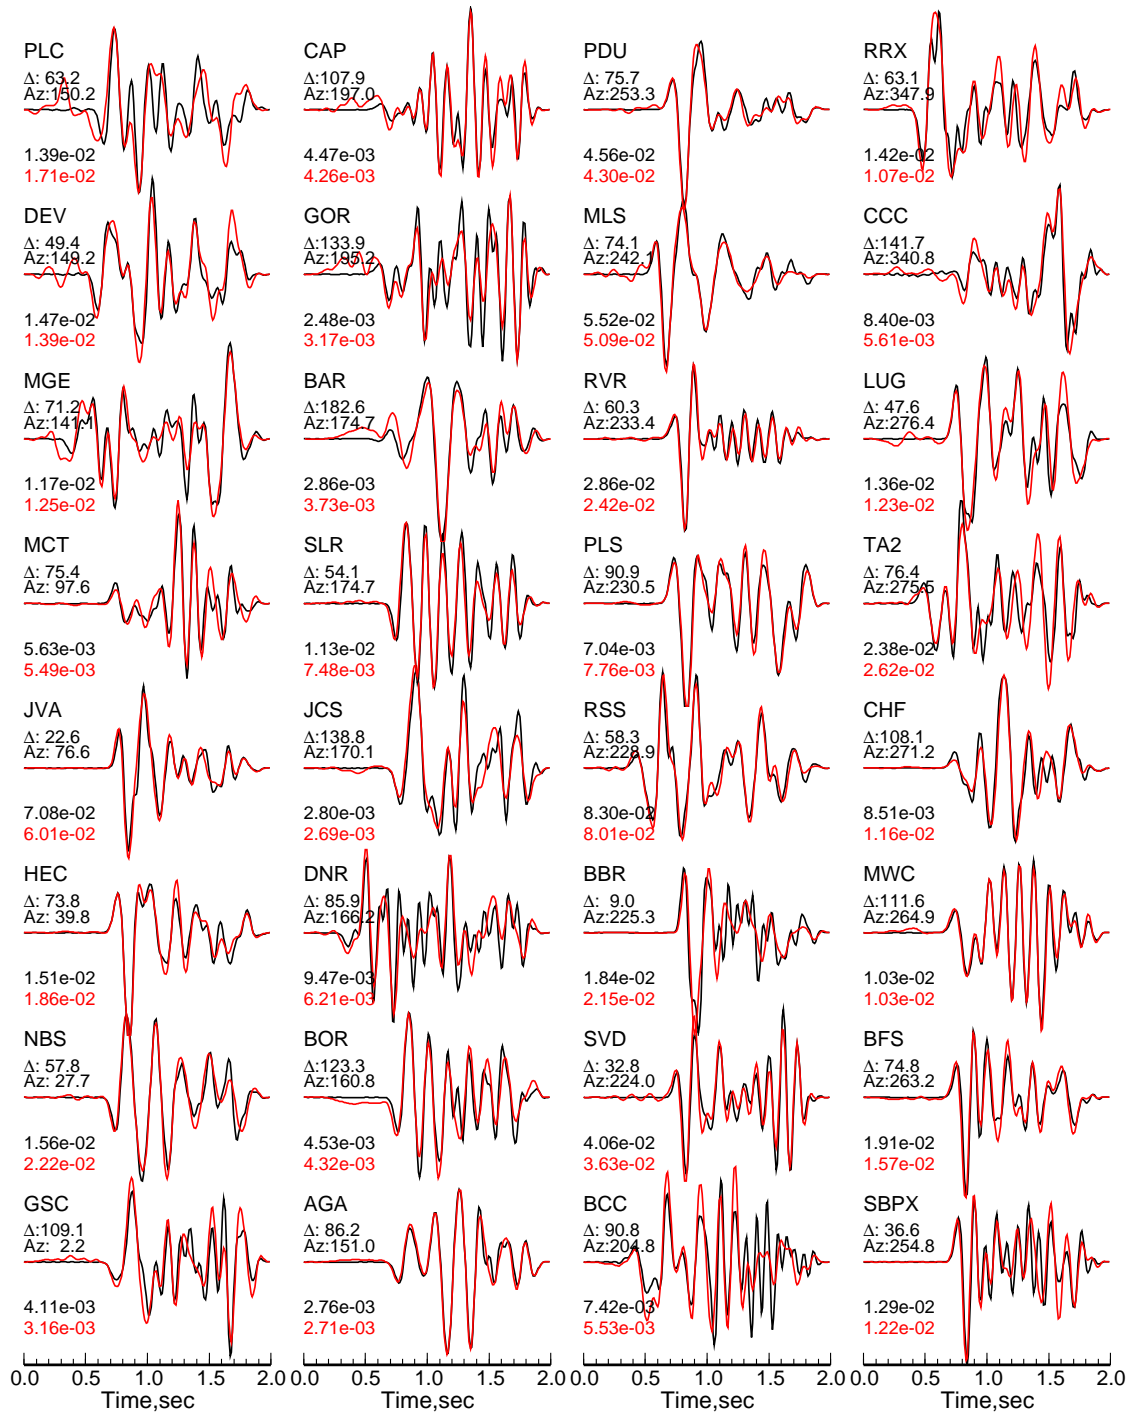 PLC
Δ: 63.2
Az:150.2
1.39e-02
1.71e-02
CAP
Δ:107.9
Az:197.0
4.47e-03
4.26e-03
PDU
Δ: 75.7
Az:253.3
4.56e-02
4.30e-02
RRX
Δ: 63.1
Az:347.9
1.42e-02
1.07e-02
DEV
Δ: 49.4
Az:149.2
1.47e-02
1.39e-02
GOR
Δ:133.9
Az:195.2
2.48e-03
3.17e-03
MLS
Δ: 74.1
Az:242.1
5.52e-02
5.09e-02
CCC
Δ:141.7
Az:340.8
8.40e-03
5.61e-03
MGE
Δ: 71.2
Az:141.1
1.17e-02
1.25e-02
BAR
Δ:182.6
Az:174.7
2.86e-03
3.73e-03
RVR
Δ: 60.3
Az:233.4
2.86e-02
2.42e-02
LUG
Δ: 47.6
Az:276.4
1.36e-02
1.23e-02
MCT
Δ: 75.4
Az: 97.6
5.63e-03
5.49e-03
SLR
Δ: 54.1
Az:174.7
1.13e-02
7.48e-03
PLS
Δ: 90.9
Az:230.5
7.04e-03
7.76e-03
TA2
Δ: 76.4
Az:275.5
2.38e-02
2.62e-02
JVA
Δ: 22.6
Az: 76.6
7.08e-02
6.01e-02
JCS
Δ:138.8
Az:170.1
2.80e-03
2.69e-03
RSS
Δ: 58.3
Az:228.9
8.30e-02
8.01e-02
CHF
Δ:108.1
Az:271.2
8.51e-03
1.16e-02
HEC
Δ: 73.8
Az: 39.8
1.51e-02
1.86e-02
DNR
Δ: 85.9
Az:166.2
9.47e-03
6.21e-03
BBR
Δ: 9.0
Az:225.3
1.84e-02
2.15e-02
MWC
Δ:111.6
Az:264.9
1.03e-02
1.03e-02
NBS
Δ: 57.8
Az: 27.7
1.56e-02
2.22e-02
BOR
Δ:123.3
Az:160.8
4.53e-03
4.32e-03
SVD
Δ: 32.8
Az:224.0
4.06e-02
3.63e-02
BFS
Δ: 74.8
Az:263.2
1.91e-02
1.57e-02
GSC
Δ:109.1
Az: 2.2
4.11e-03
3.16e-03
AGA
Δ: 86.2
Az:151.0
2.76e-03
2.71e-03
BCC
Δ: 90.8
Az:204.8
7.42e-03
5.53e-03
SBPX
Δ: 36.6
Az:254.8
1.29e-02
1.22e-02
0.0 0.5 1.0 1.5 2.0
Time,sec
0.0 0.5 1.0 1.5 2.0
Time,sec
0.0 0.5 1.0 1.5 2.0
Time,sec
0.0 0.5 1.0 1.5 2.0
Time,sec